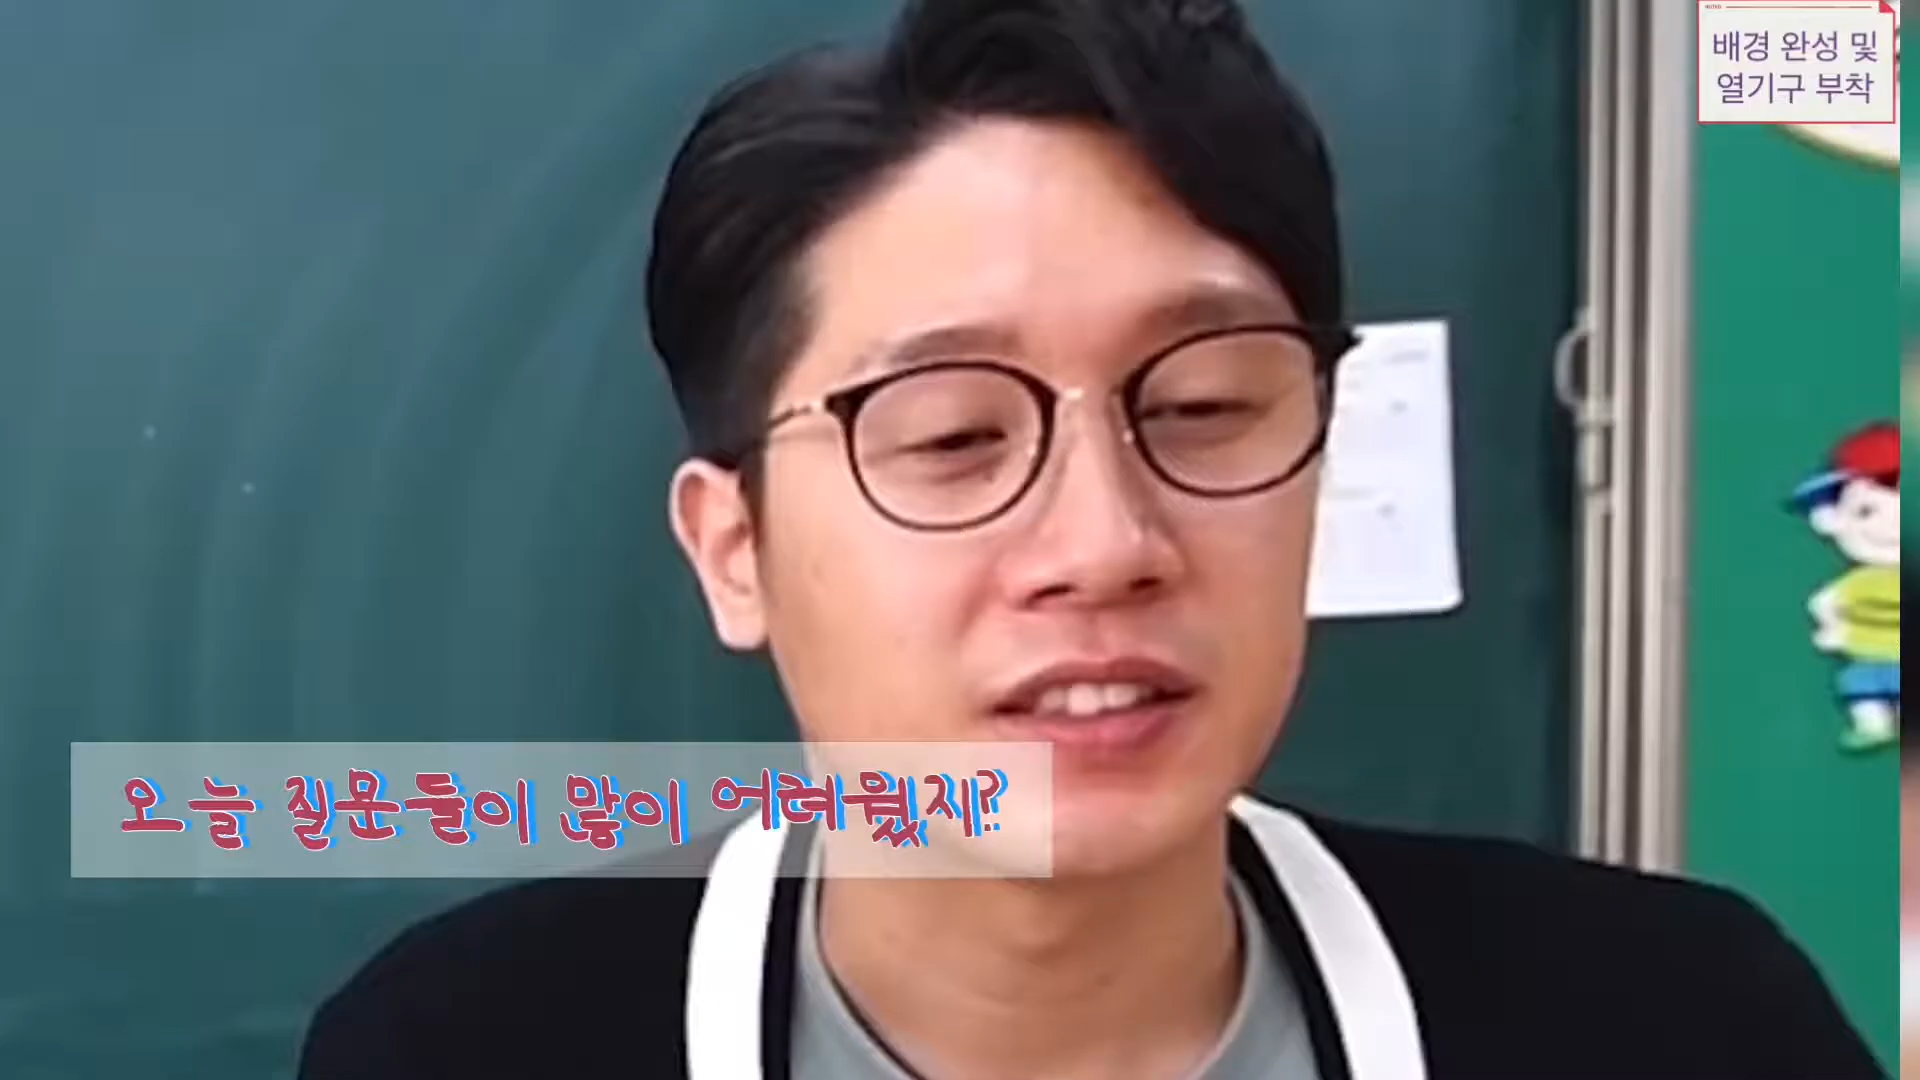 배경 완성 및
열기구 부착
오늘 질문들이 많이 어려웠지?